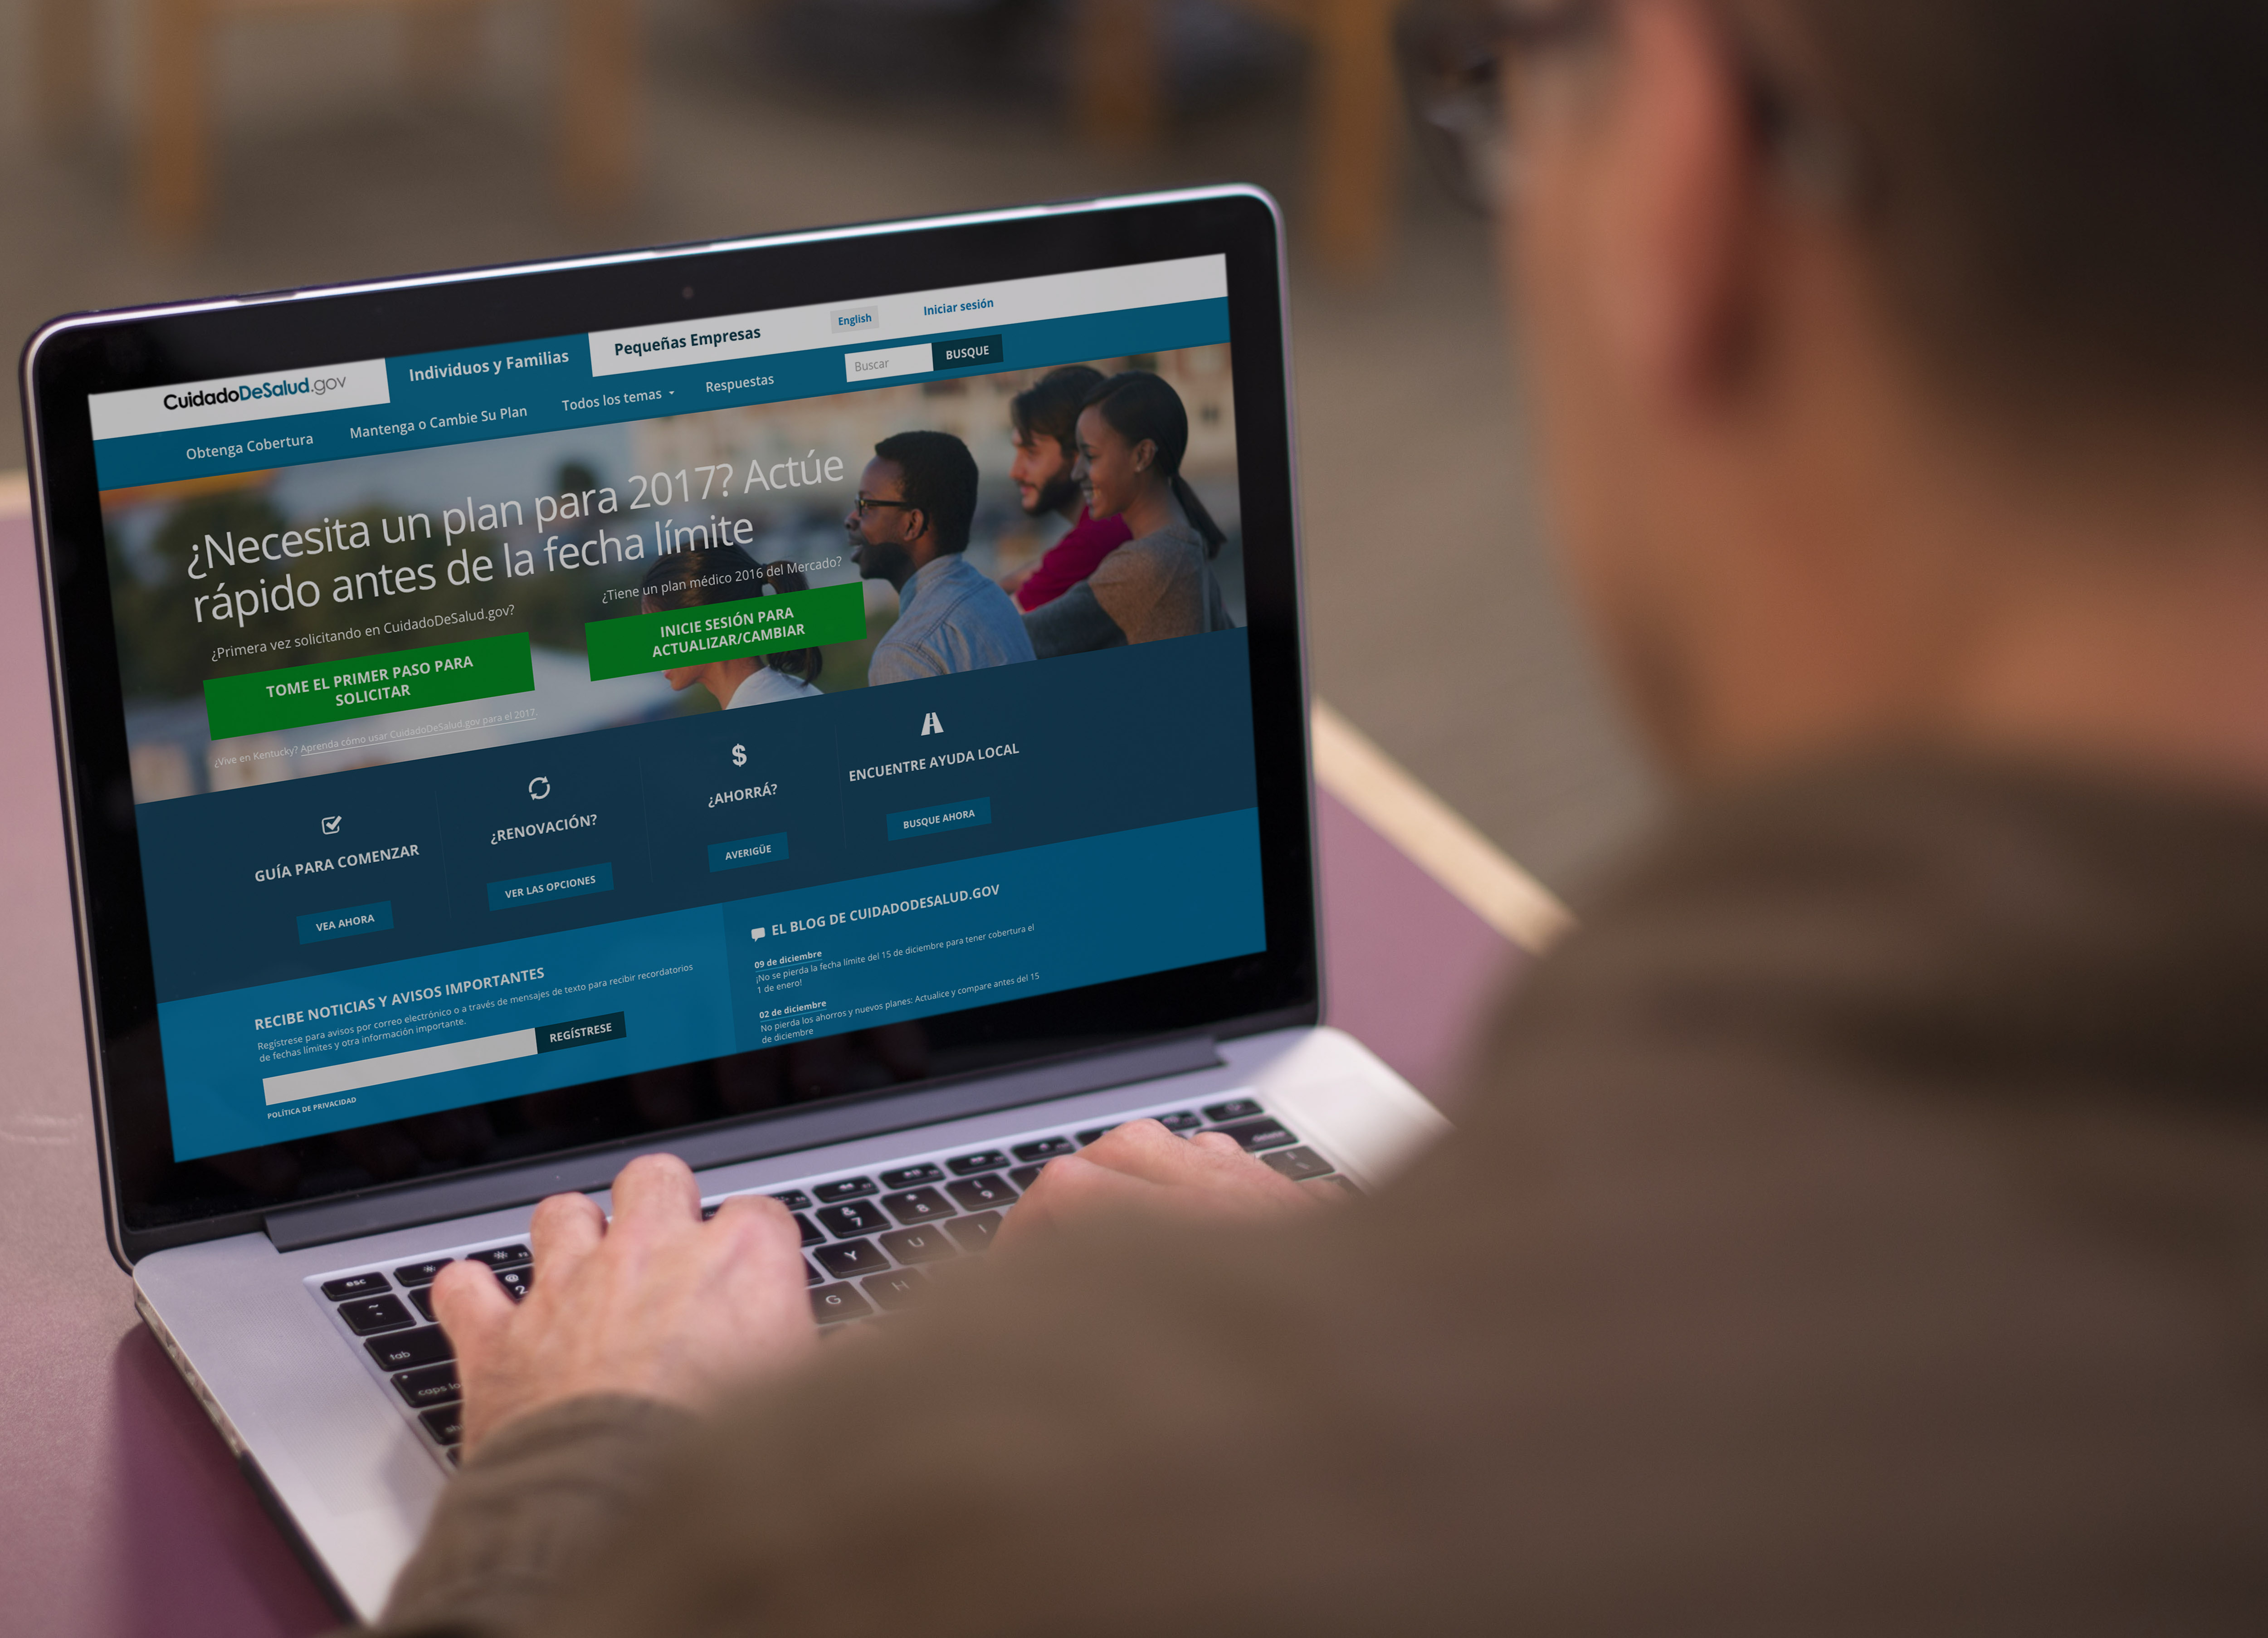 CuidadoDeSalud.gov
Individuos y Familias
Pequeñas Empresas
English
Iniciar sesión
Obtenga Cobertura
Mantenga o Cambie Su Plan
Todos los temas
Respuestas
Buscar
BUSQUE
¿Necesita un plan para 2017? Actúe
rápido antes de la fecha límite
¿Primera vez solicitando en CuidadoDeSalud.gov?
TOME EL PRIMER PASO PARA
SOLICITAR
¿Tiene un plan médico 2016 del Mercado?
INICIE SESIÓN PARA
ACTUALIZAR/CAMBIAR
¿Vive en Kentucky? Aprenda cómo usar CuidadoDeSalud.gov para el 2017.
GUÍA PARA COMENZAR
VEA AHORA
¿RENOVACIÓN?
VER LAS OPCIONES
$
¿AHORRÁ?
AVERIGÜE
ENCUENTRE AYUDA LOCAL
BUSQUE AHORA
RECIBE NOTICIAS Y AVISOS IMPORTANTES
Regístrese para avisos por correo electrónico o a través de mensajes de texto para recibir recordatorios
de fechas límites y otra información importante.
REGÍSTRESE
POLÍTICA DE PRIVACIDAD
EL BLOG DE CUIDADODESALUD.GOV
09 de diciembre
¡No se pierda la fecha límite del 15 de diciembre para tener cobertura el
1 de enero!
02 de diciembre
No pierda los ahorros y nuevos planes: Actualice y compare antes del 15
de diciembre
esc
@
2
&
7
*
8
(
9
~
tab
Y
U
I
G
H
caps lo
delete